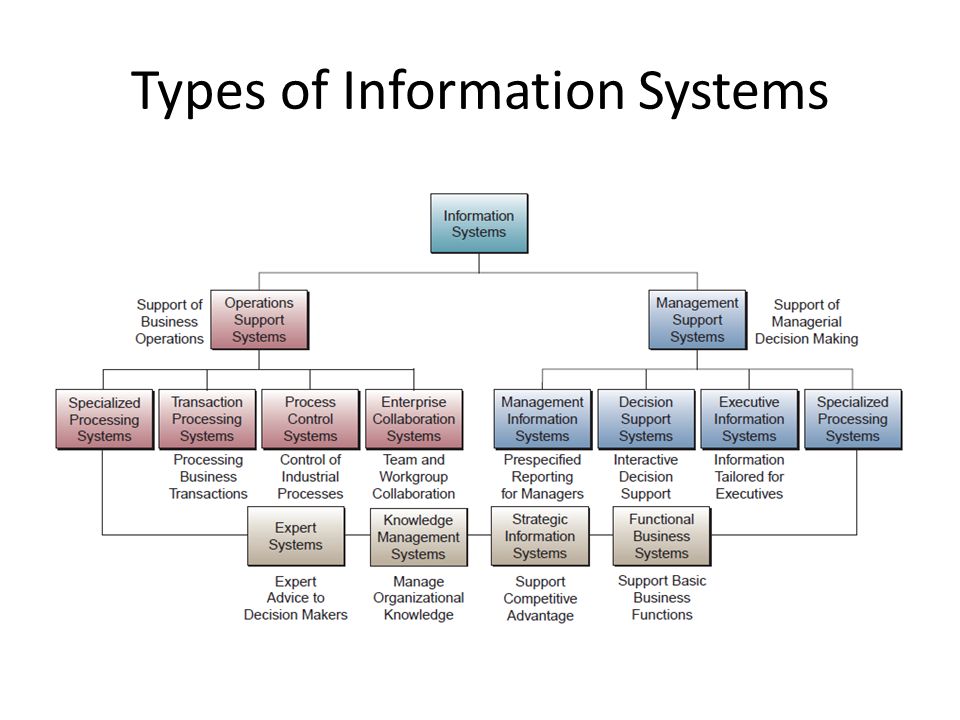 Types of Information Systems
Information
Systems
Support of
Business
Operations
Operations
Support
Systems
Management
Support
Systems
Support of
Managerial
Decision Making
Specialized
Processing
Systems
Transaction
Processing
Systems
Process
Control
Systems
Enterprise
Collaboration
Systems
Management
Information
Systems
Decision
Support
Systems
Executive
Information
Systems
Specialized
Processing
Systems
Processing
Business
Transactions
Control of
Industrial
Processes
Team and
Workgroup
Collaboration
Prespecified
Reporting
for Managers
Interactive
Decision
Support
Information
Tailored for
Executives
Expert
Systems
Knowledge
Management
Systems
Strategic
Information
Systems
Functional
Business
Systems
Expert
Advice to
Decision Makers
Manage
Organizational
Knowledge
Support
Competitive
Advantage
Support Basic
Business
Functions